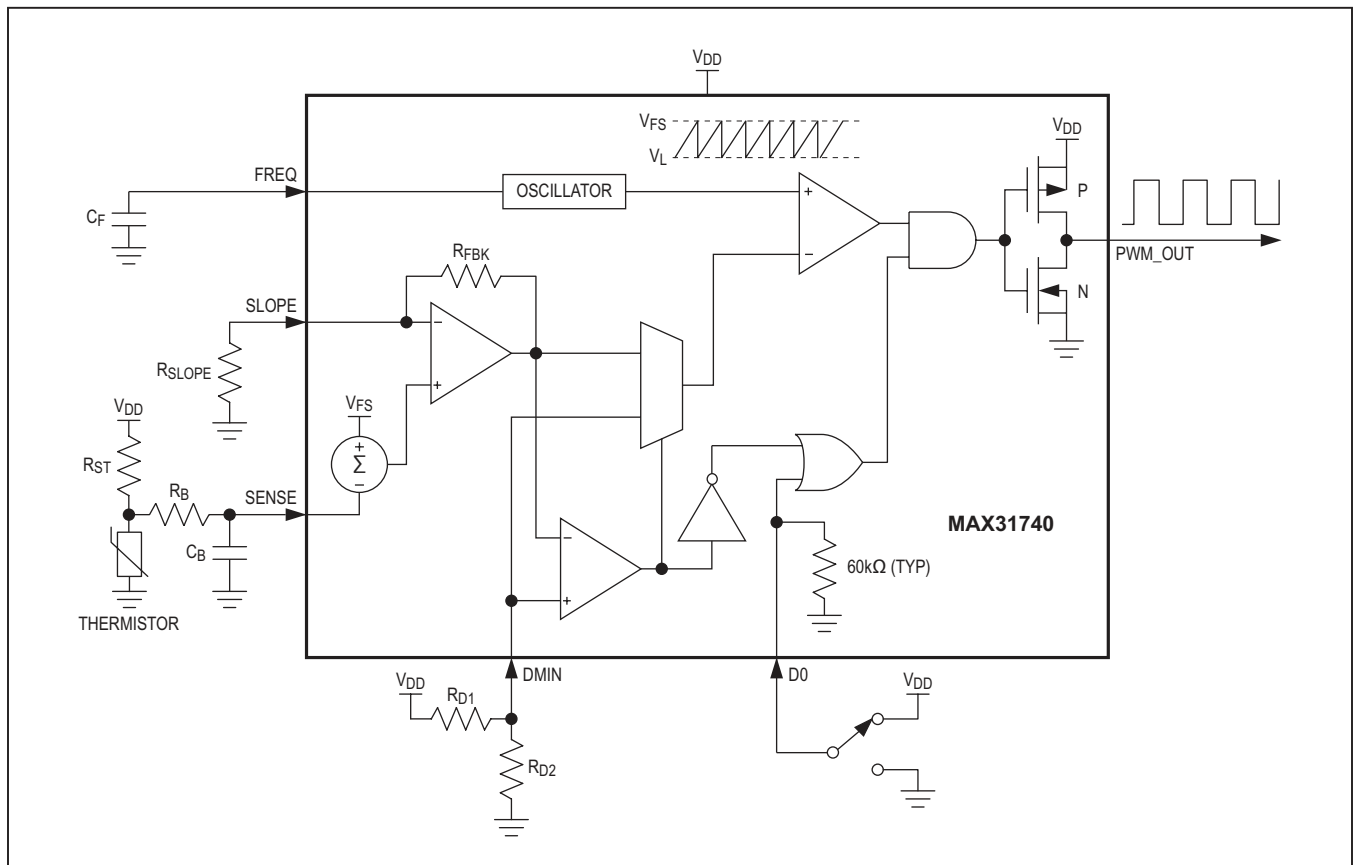 VDD
VFS
VL
VDD
FREQ
OSCILLATOR
+
P
CF
RFBK
−
PWM_OUT
N
SLOPE
−
RSLOPE
+
VDD
VFS
+
Σ
−
RST
RB
SENSE
CB
MAX31740
−
60kΩ (TYP)
+
THERMISTOR
DMIN
D0
VDD
RD1
VDD
RD2